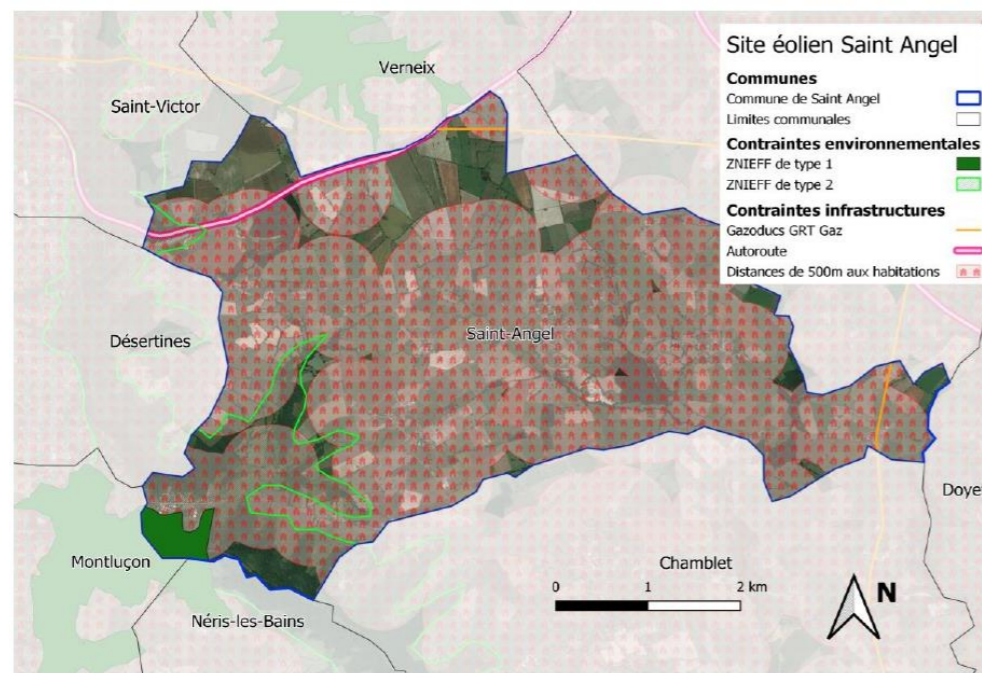 Site éolien Saint Angel
Communes
Commune de Saint Angel
Limites communales
Contraintes environnementales
ZNIEFF de type 1
ZNIEFF de type 2
Contraintes infrastructures
Gazoducs GRT Gaz
Autoroute
Distances de 500m aux habitations
Verneix
Saint-Victor
Désertines
Saint-Angel
Doye
Montluçon
Chamblet
Néris-les-Bains
0 1 2 km
N